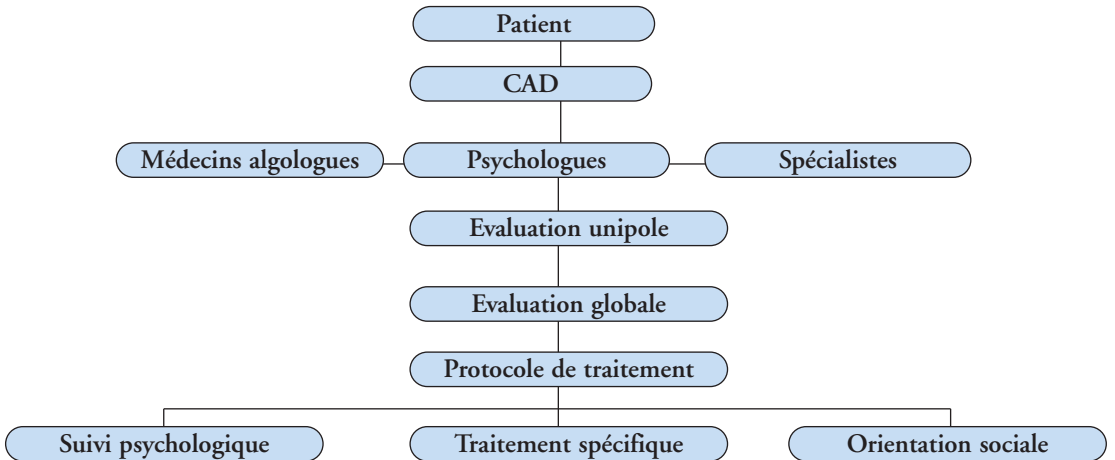 Patient
CAD
Médecins algologues
Psychologues
Spécialistes
Evaluation unipole
Evaluation globale
Protocole de traitement
Suivi psychologique
Traitement spécifique
Orientation sociale